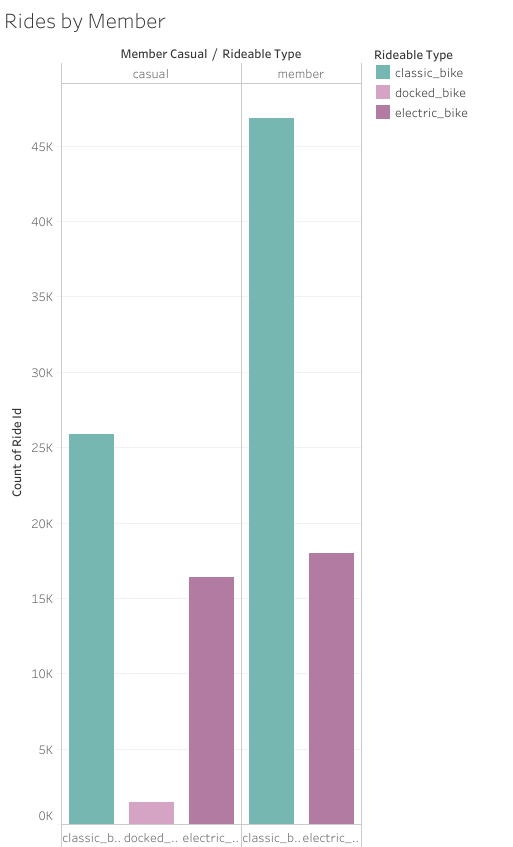 Rides by Member
Member Casual / Rideable Type
casual
member
Rideable Type
classic_bike
docked_bike
electric_bike
45K
40K
35K
30K
25K
20K
15K
10K
5K
0K
Count of Ride Id
classic_b.. docked_.. electric_.. classic_b.. electric_..